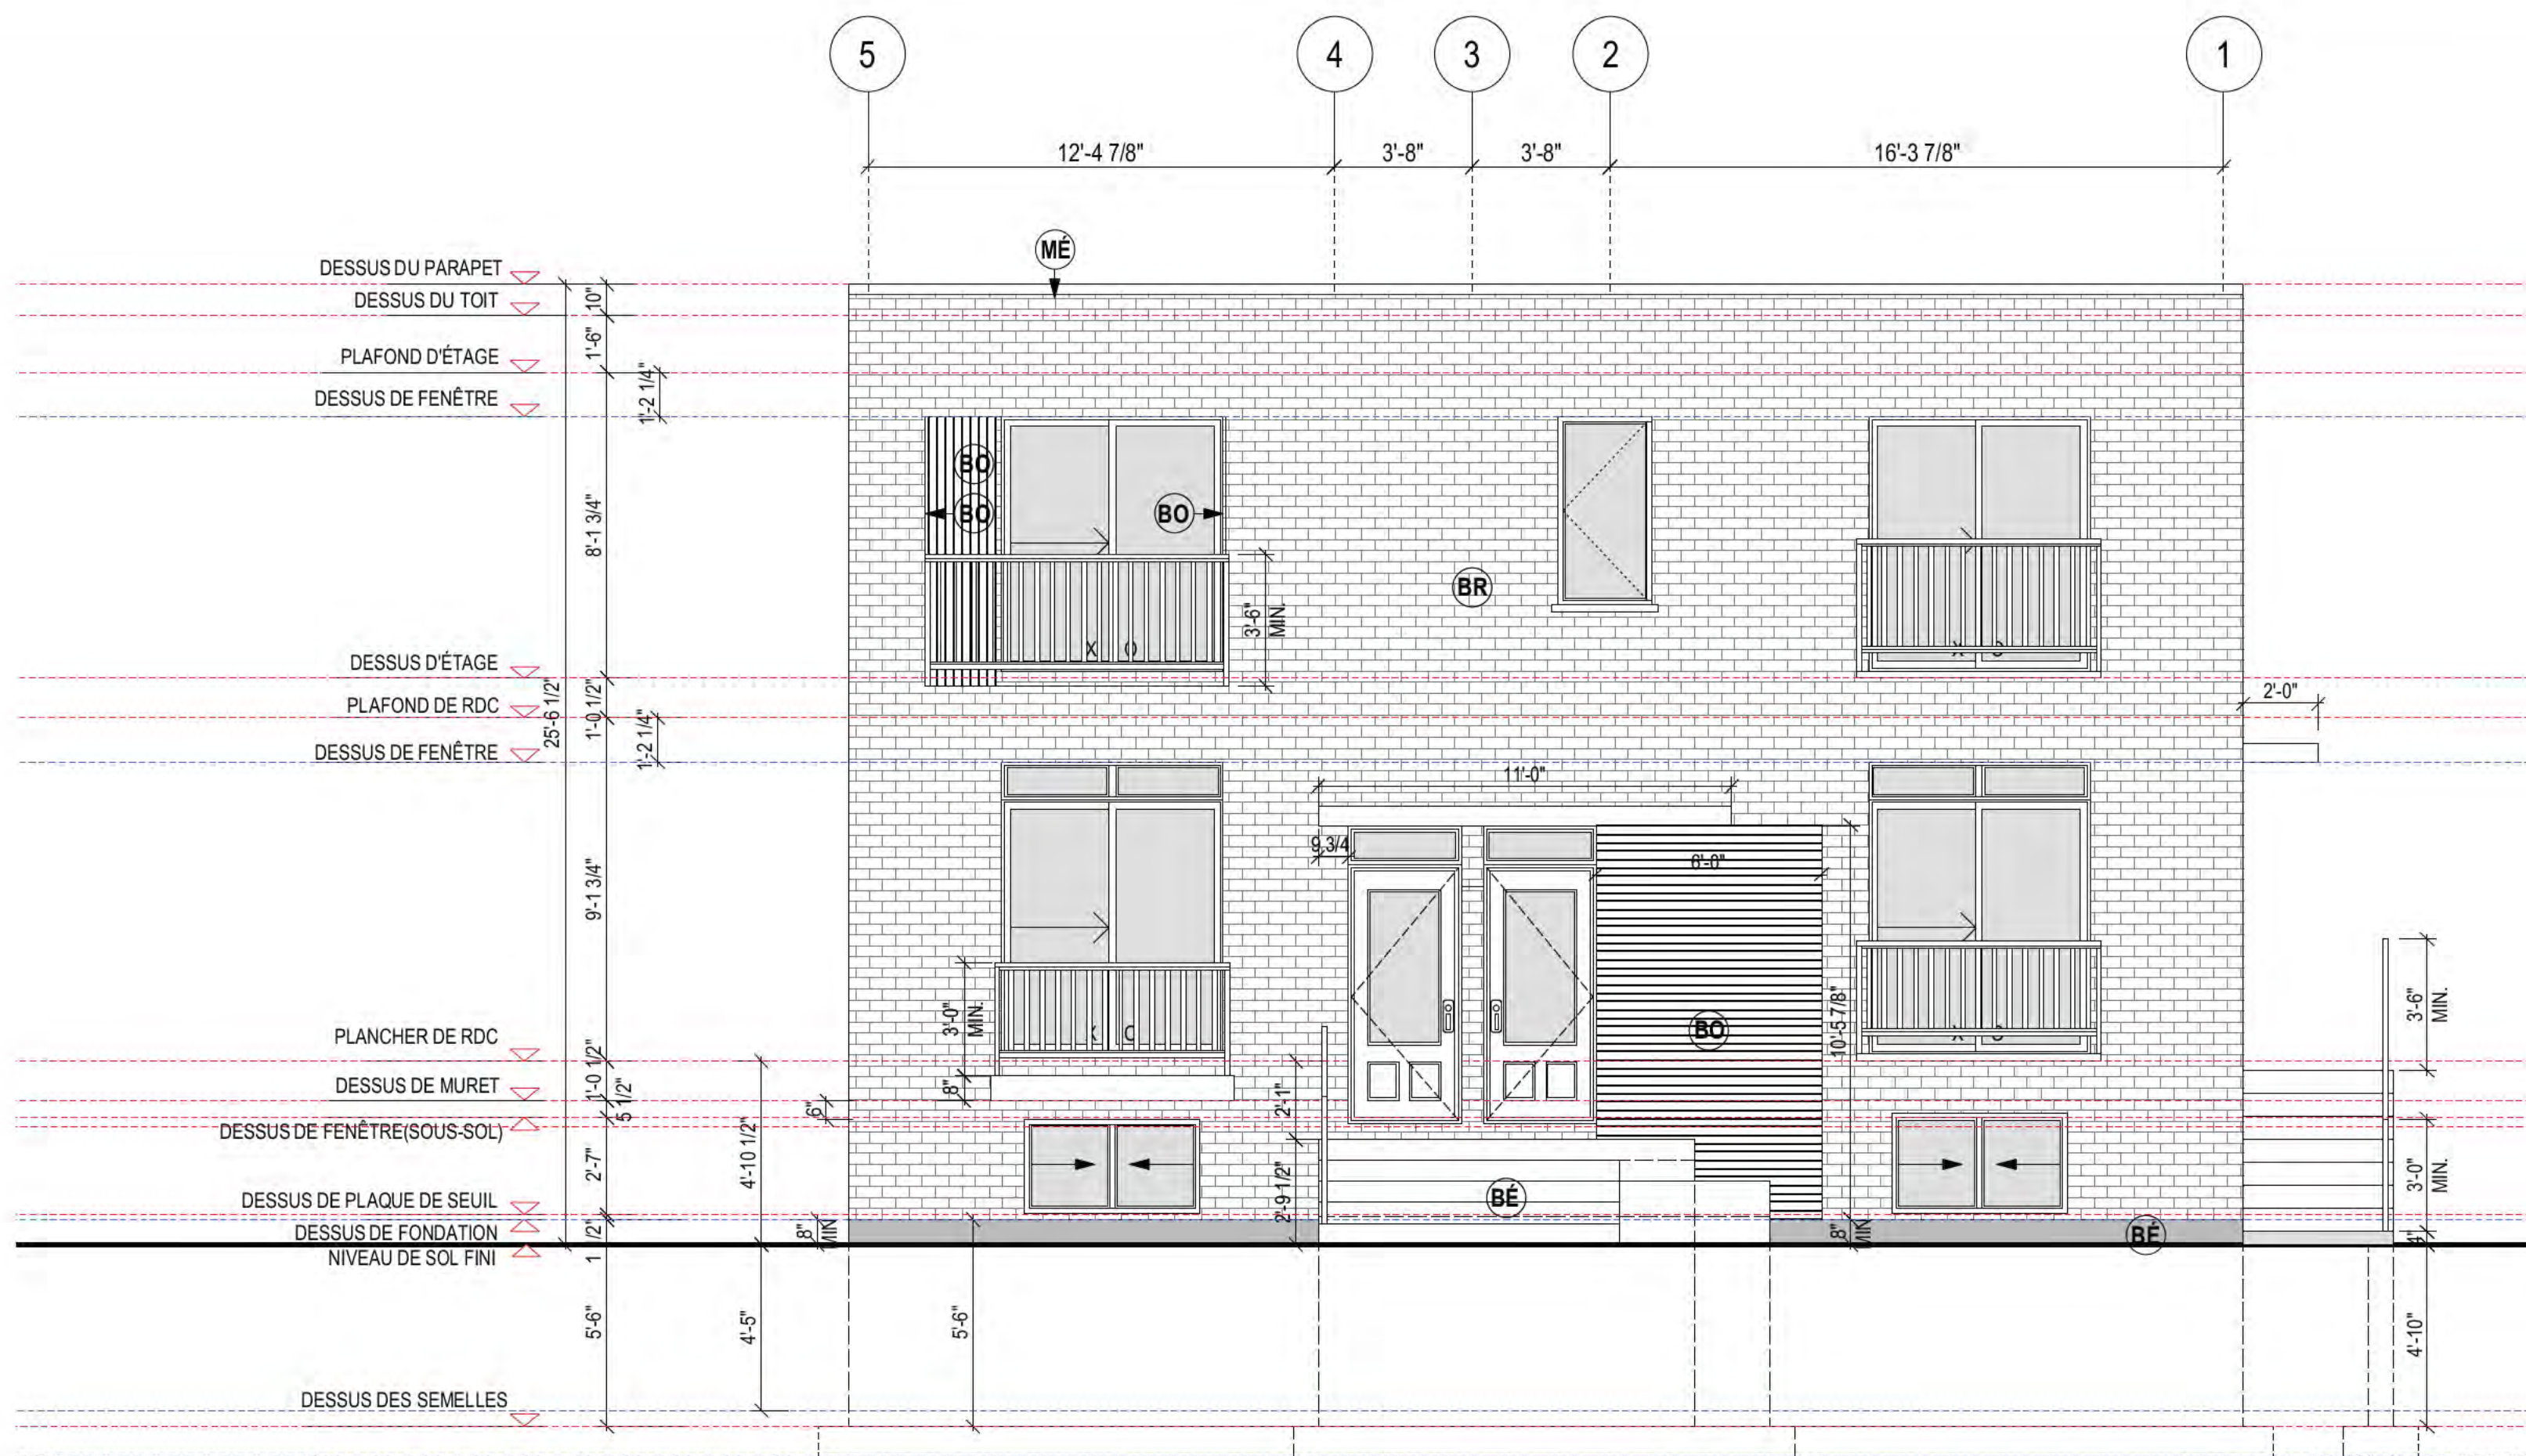 5
4
3
2
1
12'-4 7/8"
3'-8"
3'-8"
16'-3 7/8"
MÉ
DESSUS DU PARAPET
10"
DESSUS DU TOIT
1'-6"
PLAFOND D'ÉTAGE
1'-2 1/4"
DESSUS DE FENÊTRE
BO
BO
BO
8'-1 3/4"
BR
3'-6"
MIN.
X O
X O
DESSUS D'ÉTAGE
PLAFOND DE RDC
25'-6 1/2"
1'-0 1/2"
1'-2 1/4"
2'-0"
DESSUS DE FENÊTRE
11'-0"
9 3/4
6'-0"
9'-1 3/4"
3'-0"
MIN.
BO
10'-5 7/8"
3'-6"
MIN.
X O
X O
PLANCHER DE RDC
DESSUS DE MURET
1'-0 1/2"
5 1/2"
8"
6"
2'-1"
DESSUS DE FENÊTRE(SOUS-SOL)
2'-7"
4'-10 1/2"
2'-9 1/2"
BÉ
3'-0"
MIN.
DESSUS DE PLAQUE DE SEUIL
DESSUS DE FONDATION
1 1/2"
8"
MIN
8"
MIN
BÉ
4"
NIVEAU DE SOL FINI
5'-6"
4'-5"
5'-6"
4'-10"
DESSUS DES SEMELLES